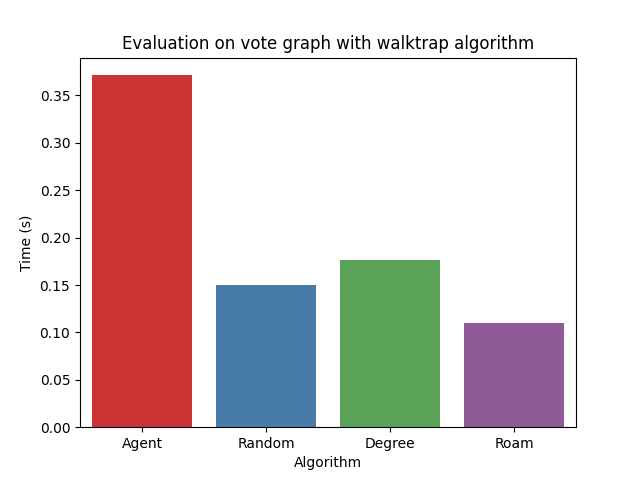 Evaluation on vote graph with walktrap algorithm
Time (s)
0.35
0.30
0.25
0.20
0.15
0.10
0.05
0.00
Agent Random Degree Roam
Algorithm